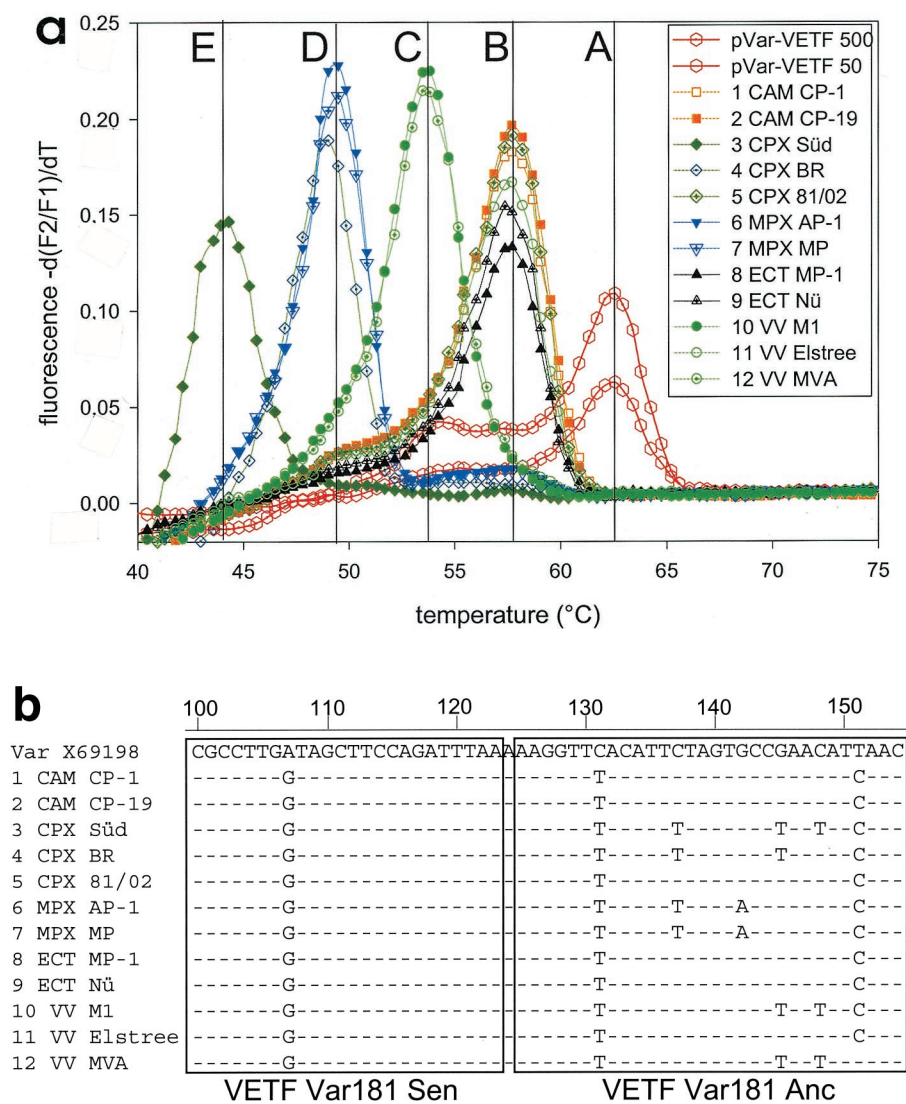 a
E D C B A
0.25
0.20
0.15
0.10
0.05
0.00
fluorescence -d(F2/F1)/dT
40 45 50 55 60 65 70 75
temperature (°C)
pVar-VETF 500
pVar-VETF 50
1 CAM CP-1
2 CAM CP-19
3 CPX Süd
4 CPX BR
5 CPX 81/02
6 MPX AP-1
7 MPX MP
8 ECT MP-1
9 ECT Nü
10 VV M1
11 VV Elstree
12 VV MVA
b
100 110 120 130 140 150
Var X69198 CGCCTTGATAGCTTCCAGATTTAAAAAGGTTCACATTCTAGTGCCGAACATTAAC
1 CAM CP-1 -------G-----------------------T-------------------C---
2 CAM CP-19 -------G-----------------------T-------------------C---
3 CPX Süd -------G-----------------------T-----T-------T--T--C---
4 CPX BR -------G-----------------------T-----T-------T-----C---
5 CPX 81/02 -------G-----------------------T-------------------C---
6 MPX AP-1 -------G-----------------------T-----T----A--------C---
7 MPX MP -------G-----------------------T-----T----A--------C---
8 ECT MP-1 -------G-----------------------T-------------------C---
9 ECT Nü -------G-----------------------T-------------------C---
10 VV M1 -------G-----------------------T-------------T--T--C---
11 VV Elstree -------G-----------------------T-------------------C---
12 VV MVA -------G-----------------------T-------------T--T------
VETF Var181 Sen VETF Var181 Anc